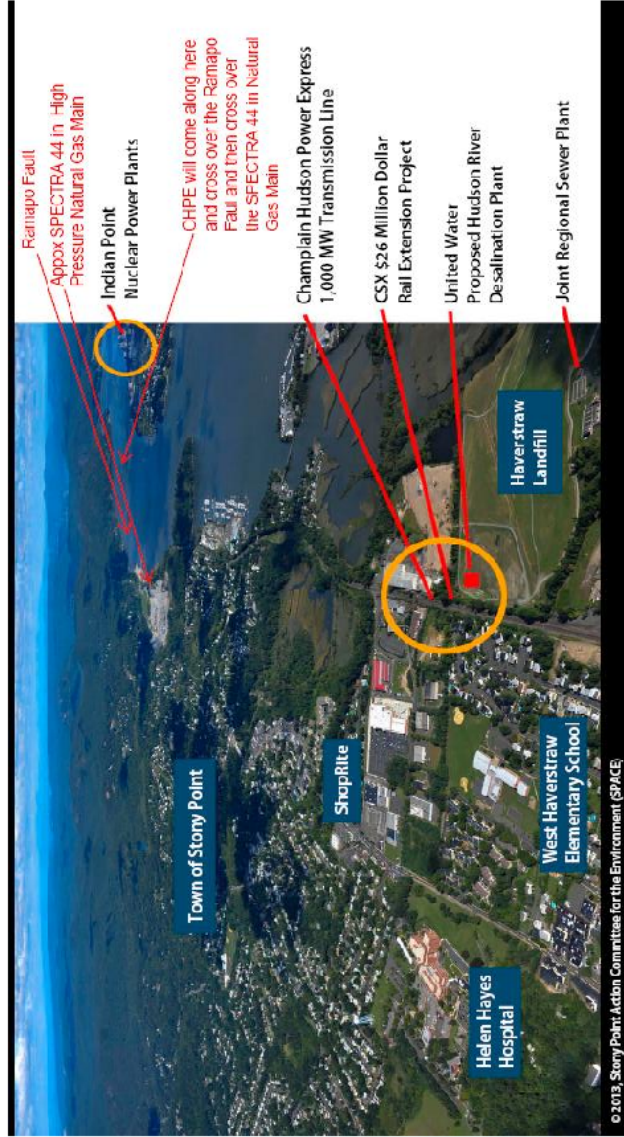 Ramapo Fault
Appox SPECTRA 44 in High
Pressure Natural Gas Main
Indian Point
Nuclear Power Plants
CHPE will come along here
and cross over the Ramapo
Faul and then cross over
the SPECTRA 44 in Natural
Gas Main
Champlain Hudson Power Express
1,000 MW Transmission Line
CSX $26 Million Dollar
Rail Extension Project
United Water
Proposed Hudson River
Desalination Plant
Joint Regional Sewer Plant
Town of Stony Point
ShopRite
Haverstraw
Landfill
West Haverstraw
Elementary School
Helen Hayes
Hospital
© 2013, Stony Point Action Committee for the Environment (SPACE)